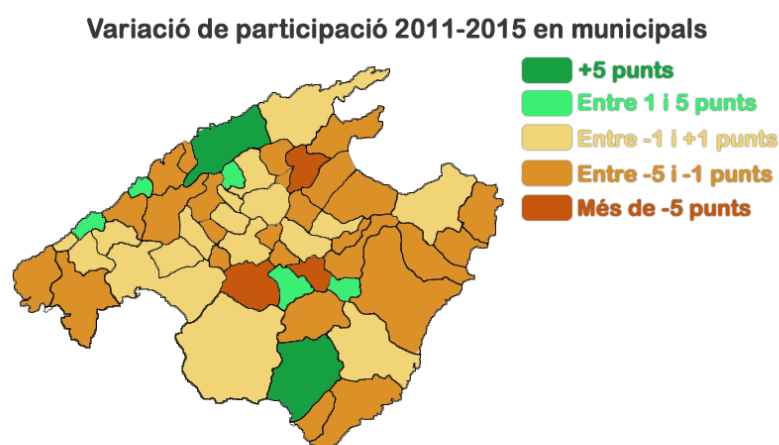 Variació de participació 2011-2015 en municipals
+5 punts
Entre 1 i 5 punts
Entre -1 i +1 punts
Entre -5 i -1 punts
Més de -5 punts